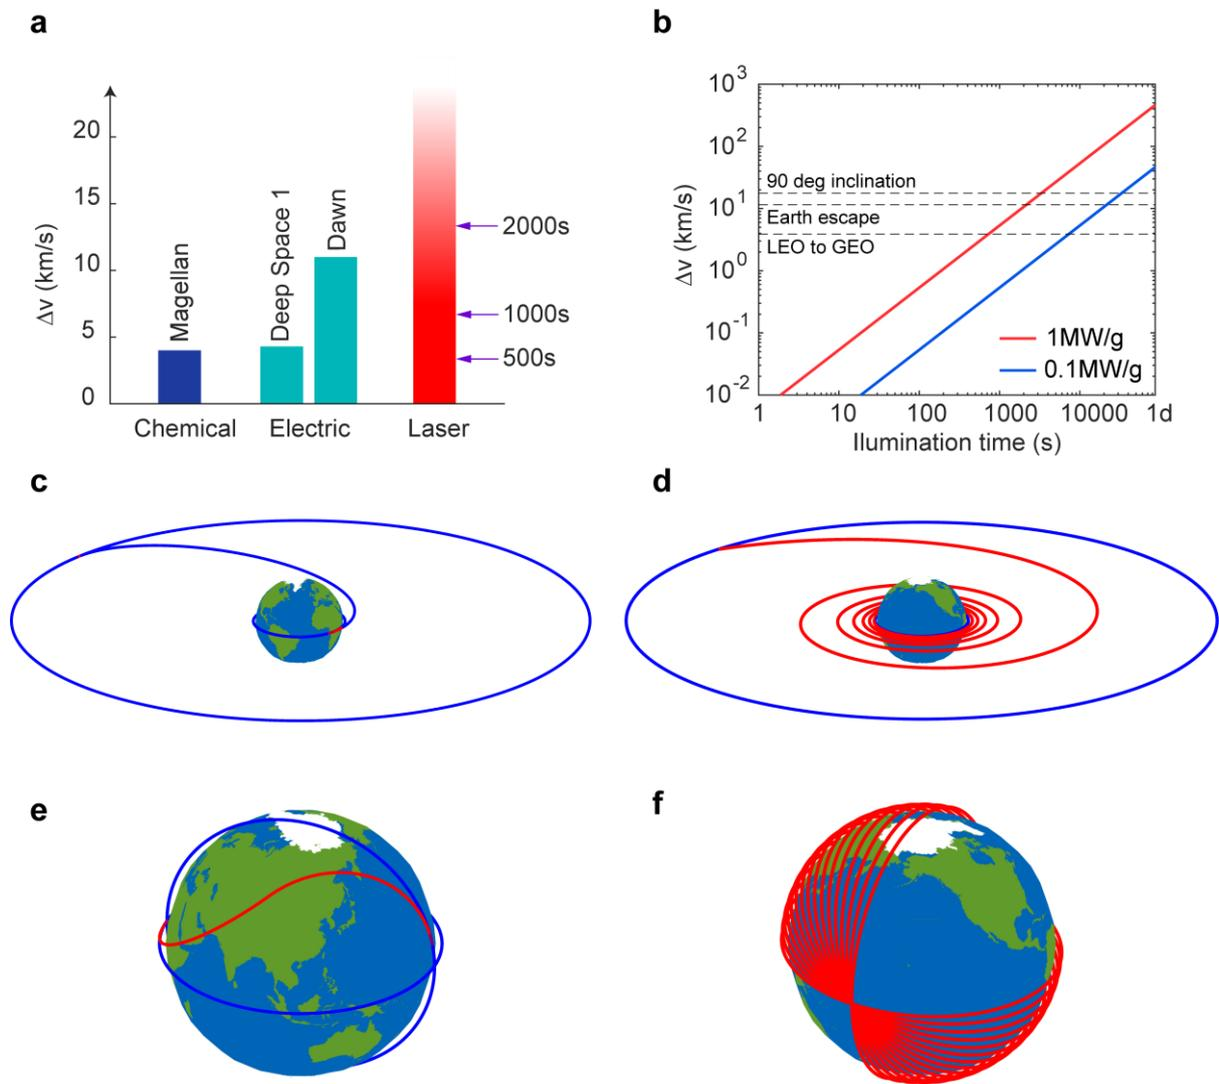 a
Δv (km/s)
20
15
10
5
0
Magellan
Deep Space 1
Dawn
2000s
1000s
500s
Chemical
Electric
Laser
b
Δv (km/s)
10³
10²
10¹
10⁰
10⁻¹
10⁻²
90 deg inclination
Earth escape
LEO to GEO
1MW/g
0.1MW/g
1 10 100 1000 10000 1d
Ilumination time (s)
c
d
e
f